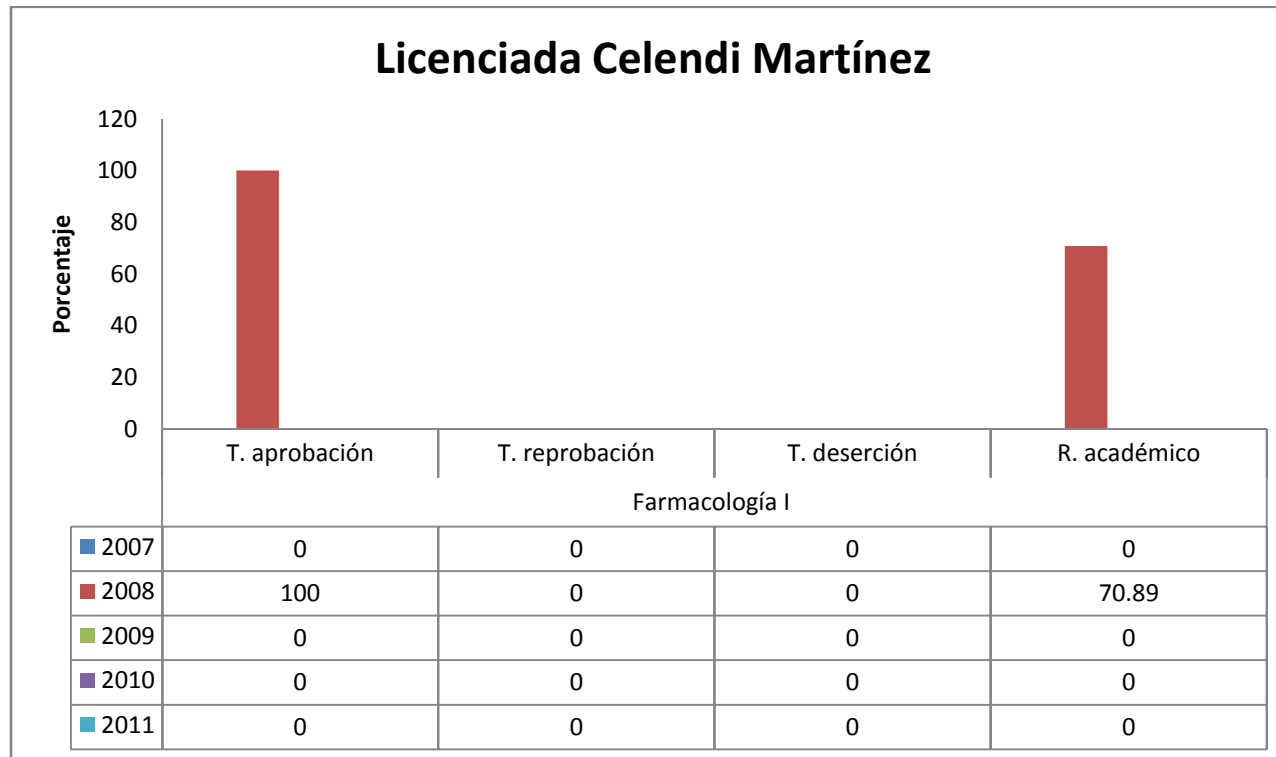 Licenciada Celendi Martínez
Porcentaje
120
100
80
60
40
20
0
T. aprobación T. reprobación T. deserción R. académico
Farmacología I
2007 0 0 0 0
2008 100 0 0 70.89
2009 0 0 0 0
2010 0 0 0 0
2011 0 0 0 0